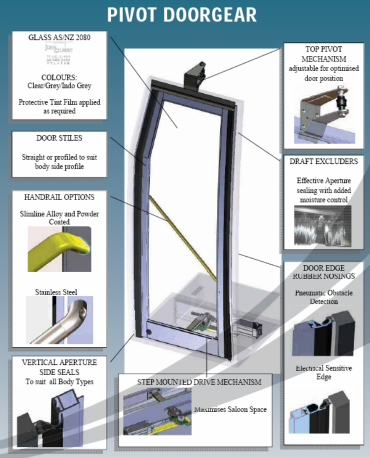 PIVOT DOORGEAR
GLASS AS/NZ 2080
COLOURS:
Clear/Grey/Indo Grey
Protective Tint Film applied
as required
DOOR STILES
Straight or profiled to suit
body side profile
HANDRAIL OPTIONS
Slimline Alloy and Powder
Coated
Stainless Steel
VERTICAL APERTURE
SIDE SEALS
To suit all Body Types
STEP MOUNTED DRIVE MECHANISM
Maximises Saloon Space
TOP PIVOT
MECHANISM
adjustable for optimised
door position
DRAFT EXCLUDERS
Effective Aperture
sealing with added
moisture control
DOOR EDGE
RUBBER NOSINGS
Pneumatic Obstacle
Detection
Electrical Sensitive
Edge